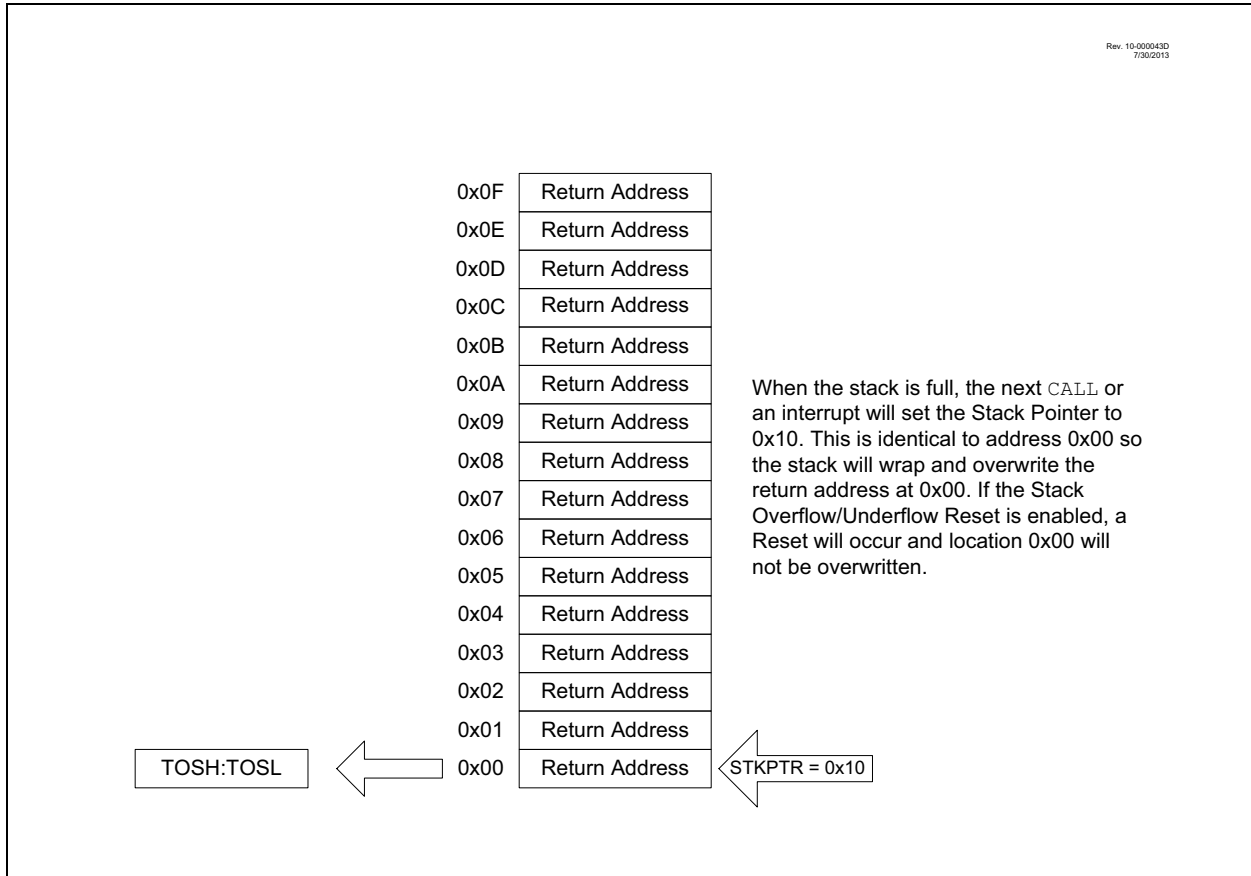 Rev. 10-000043D
7/30/2013
0x0F Return Address
0x0E Return Address
0x0D Return Address
0x0C Return Address
0x0B Return Address
0x0A Return Address
0x09 Return Address
0x08 Return Address
0x07 Return Address
0x06 Return Address
0x05 Return Address
0x04 Return Address
0x03 Return Address
0x02 Return Address
0x01 Return Address
TOSH:TOSL 0x00 Return Address STKPTR = 0x10
When the stack is full, the next CALL or
an interrupt will set the Stack Pointer to
0x10. This is identical to address 0x00 so
the stack will wrap and overwrite the
return address at 0x00. If the Stack
Overflow/Underflow Reset is enabled, a
Reset will occur and location 0x00 will
not be overwritten.